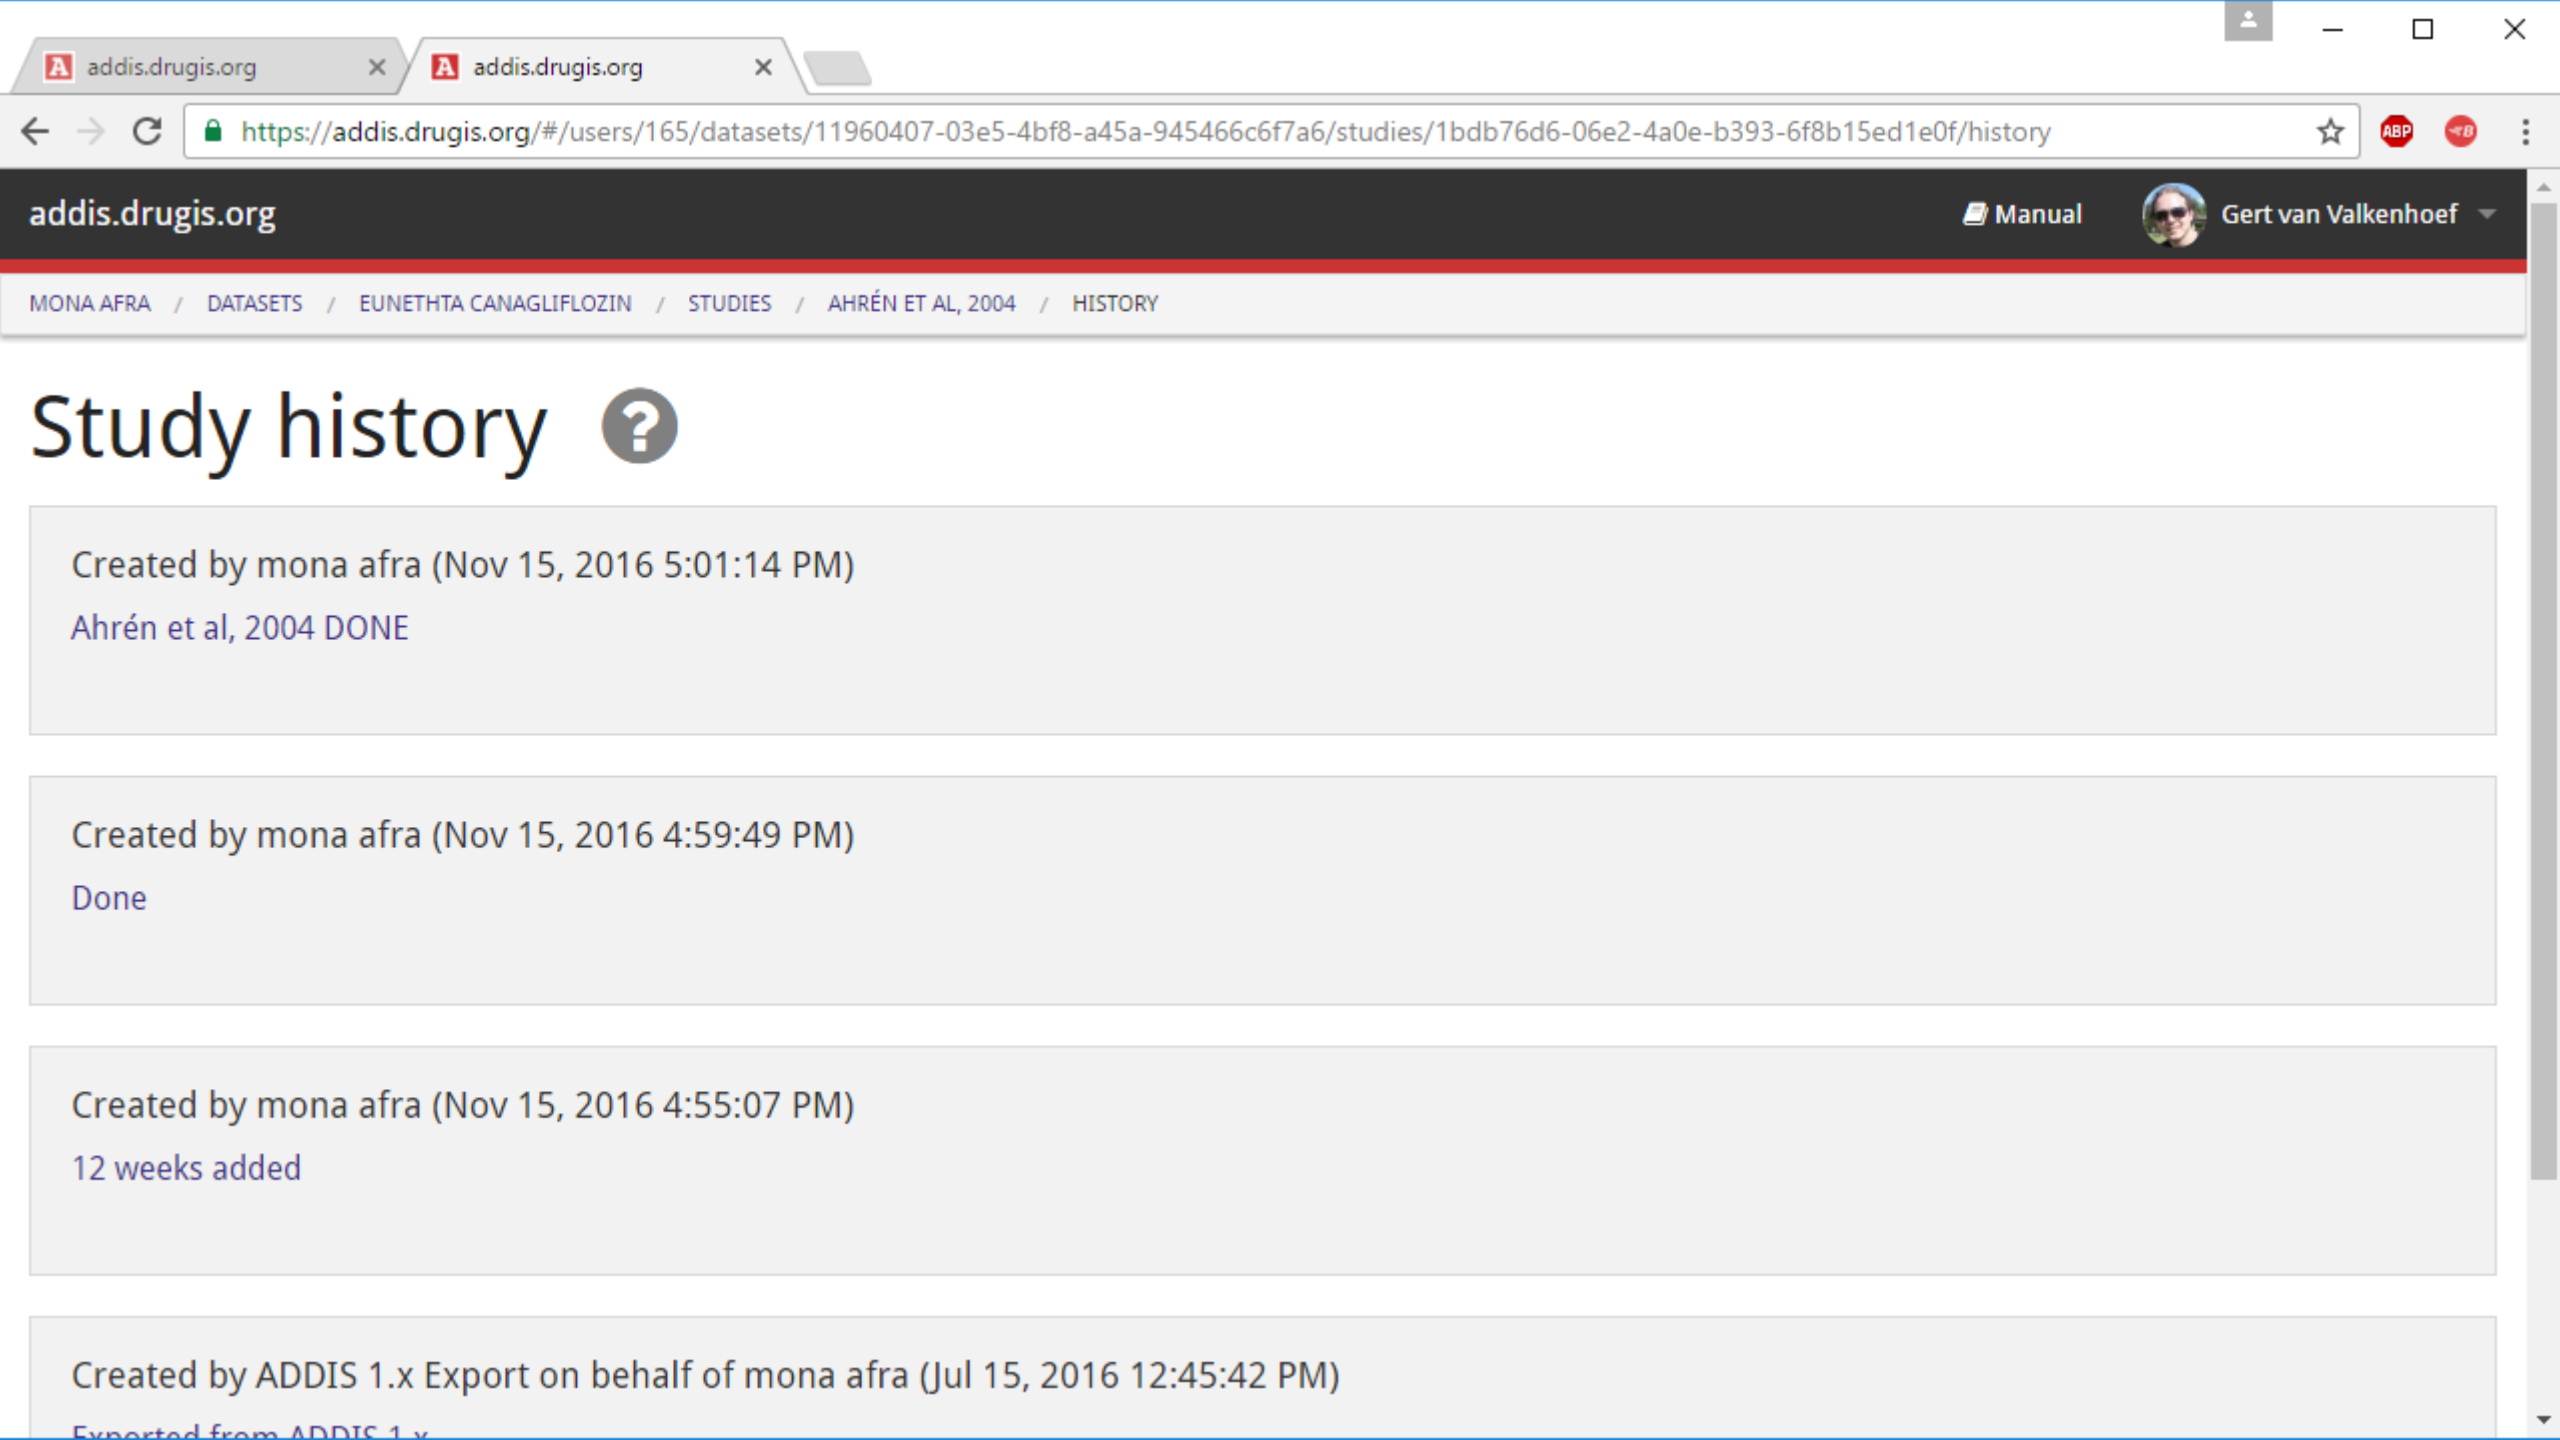 addis.drugis.org
addis.drugis.org
https://addis.drugis.org/#/users/165/datasets/11960407-03e5-4bf8-a45a-945466c6f7a6/studies/1bdb76d6-06e2-4a0e-b393-6f8b15ed1e0f/history
ABP
addis.drugis.org
Manual
Gert van Valkenhoef
MONA AFRA / DATASETS / EUNETHTA CANAGLIFLOZIN / STUDIES / AHRÉN ET AL, 2004 / HISTORY
Study history
Created by mona afra (Nov 15, 2016 5:01:14 PM)
Ahrén et al, 2004 DONE
Created by mona afra (Nov 15, 2016 4:59:49 PM)
Done
Created by mona afra (Nov 15, 2016 4:55:07 PM)
12 weeks added
Created by ADDIS 1.x Export on behalf of mona afra (Jul 15, 2016 12:45:42 PM)
Exported from ADDIS 1.x